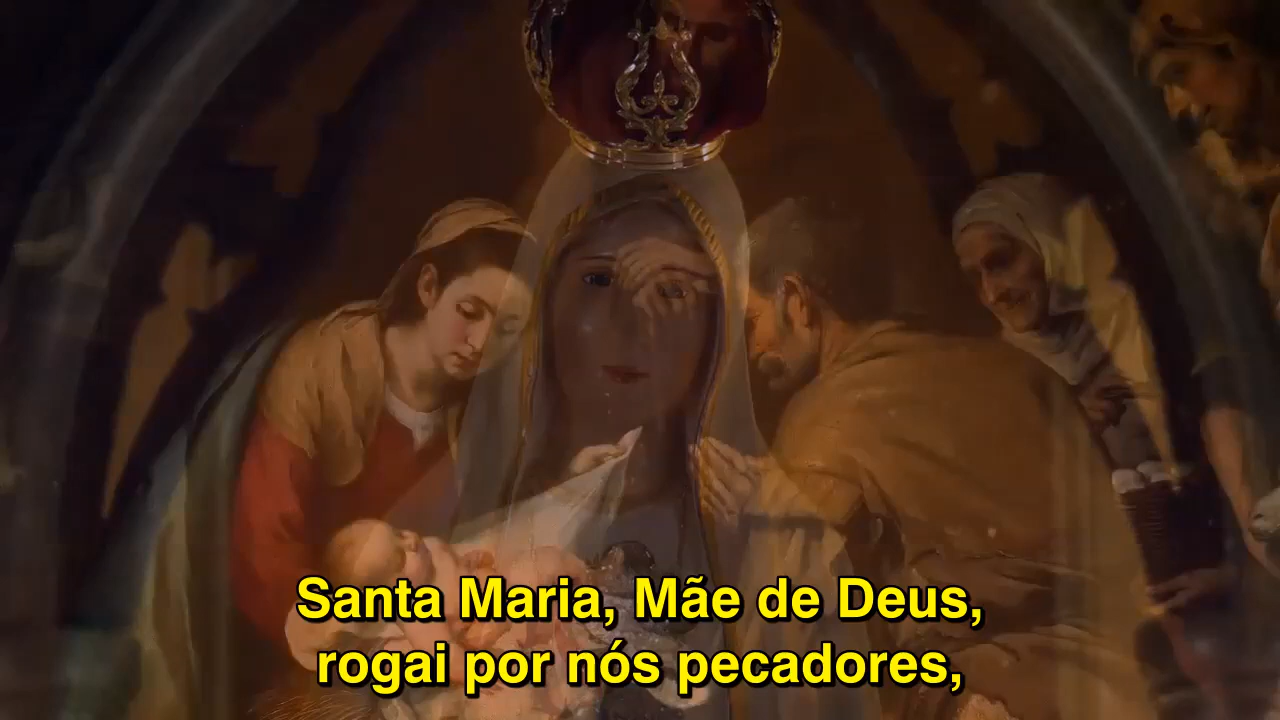 Santa Maria, Mãe de Deus,
rogai por nós pecadores,